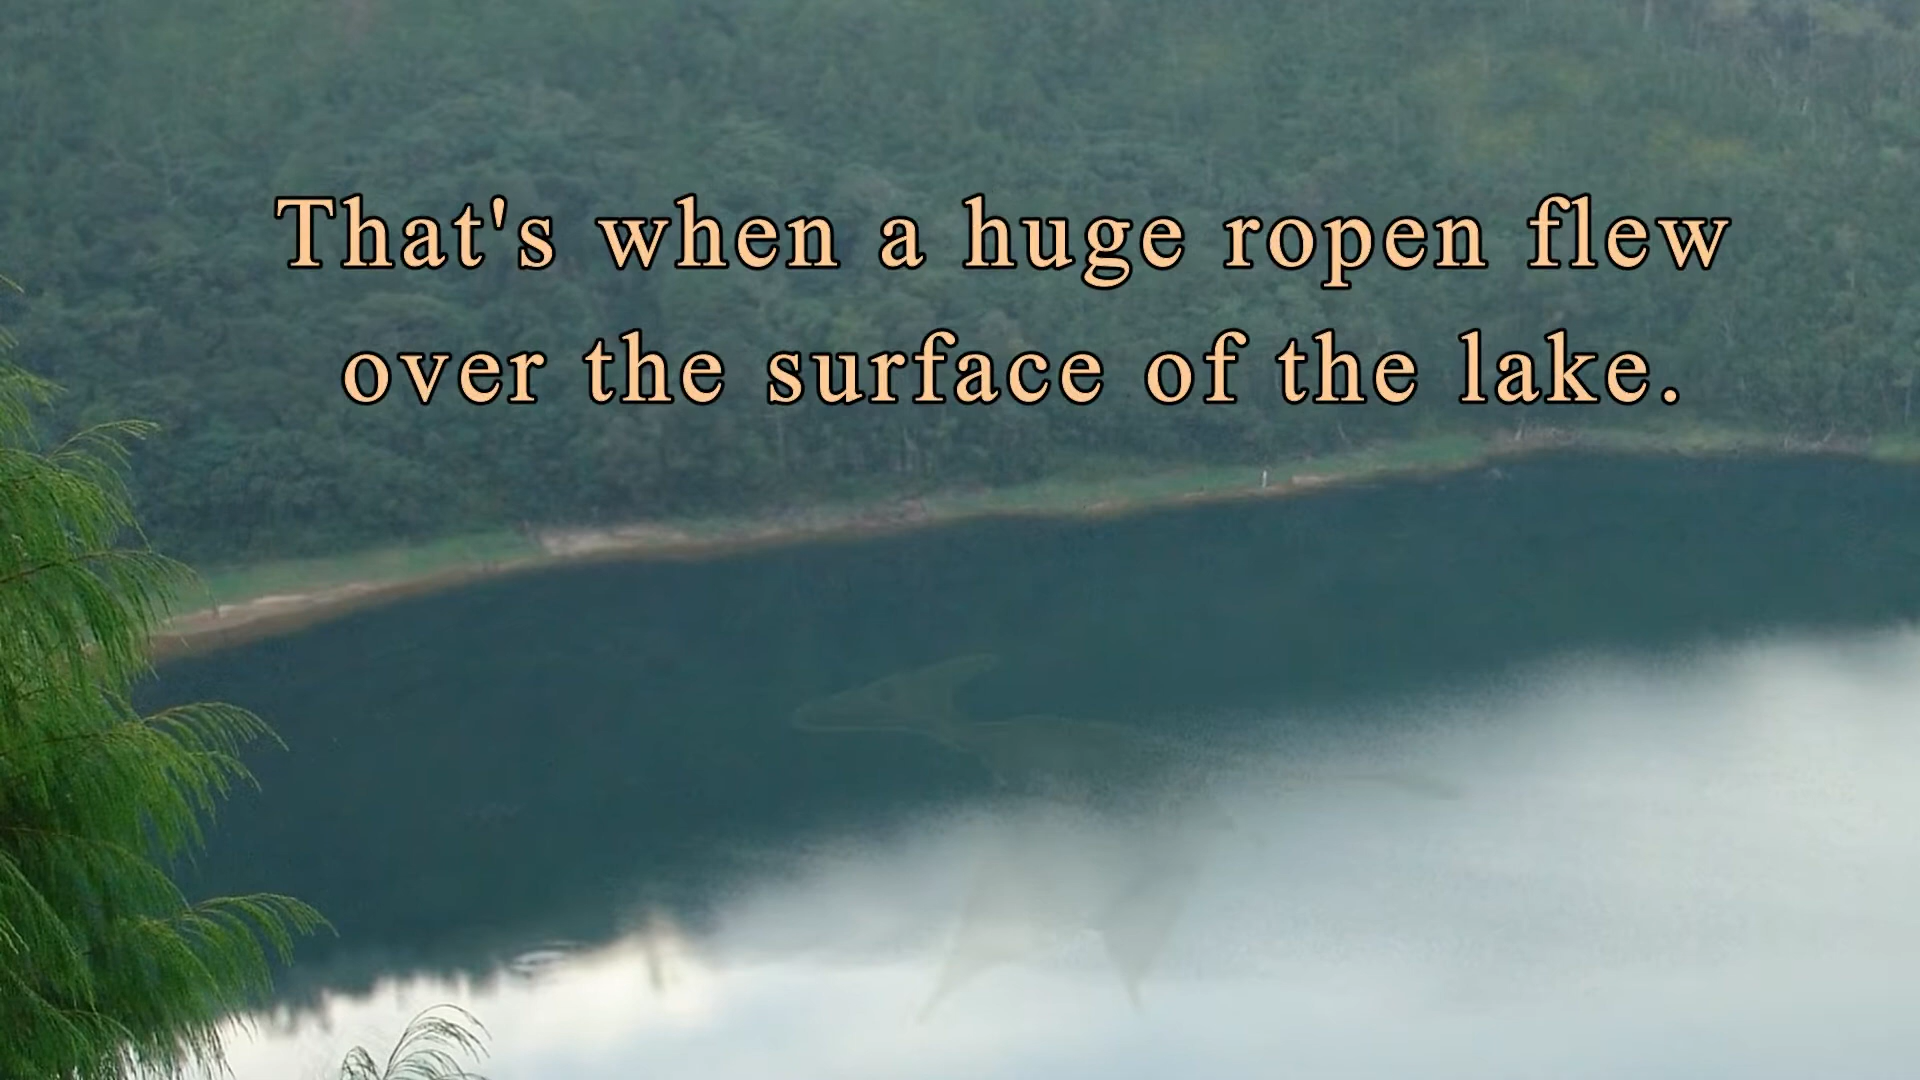 That's when a huge ropen flew
over the surface of the lake.